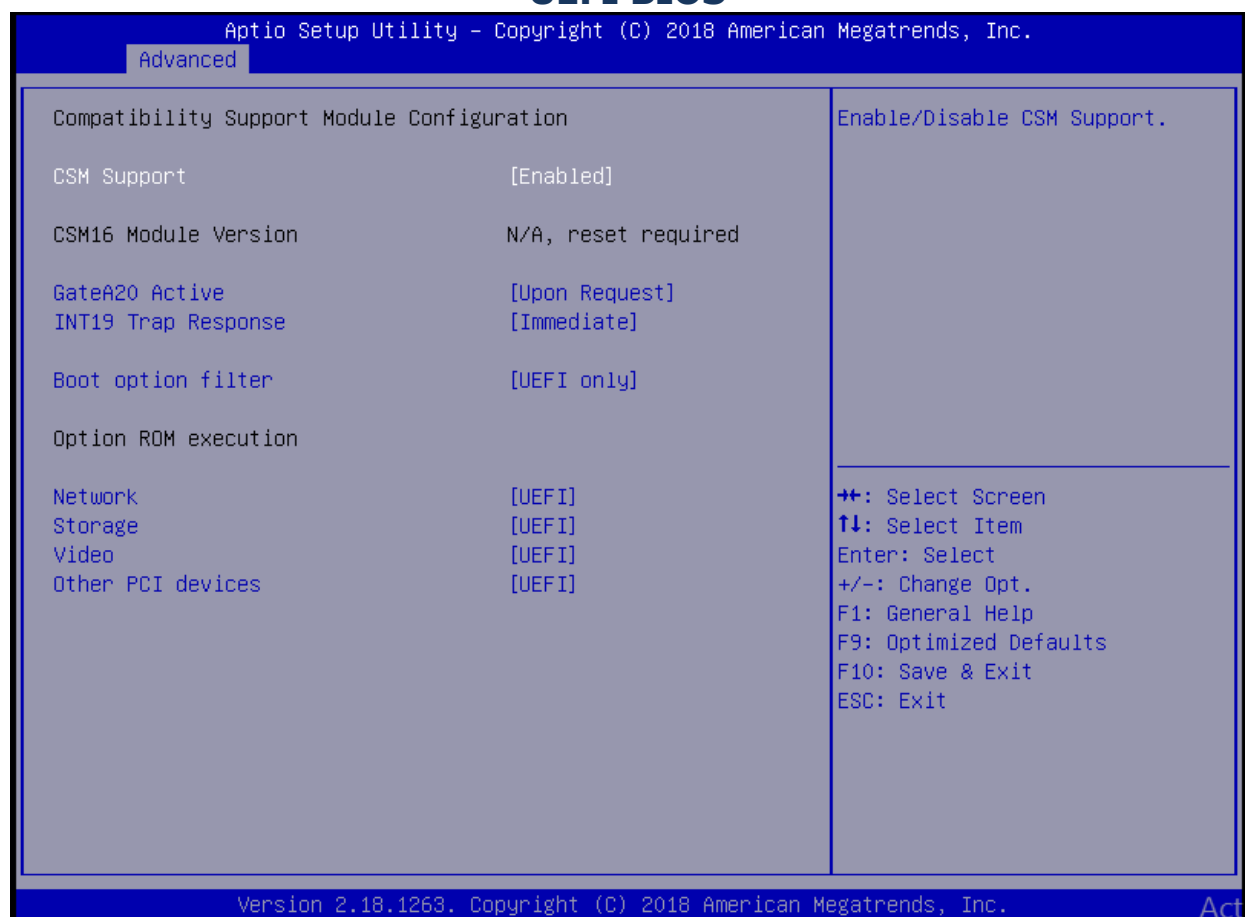 Aptio Setup Utility – Copyright (C) 2018 American Megatrends, Inc.
Advanced
Compatibility Support Module Configuration
Enable/Disable CSM Support.
CSM Support [Enabled]
CSM16 Module Version N/A, reset required
GateA20 Active [Upon Request]
INT19 Trap Response [Immediate]
Boot option filter [UEFI only]
Option ROM execution
Network [UEFI]
Storage [UEFI]
Video [UEFI]
Other PCI devices [UEFI]
→←: Select Screen
↑↓: Select Item
Enter: Select
+/-: Change Opt.
F1: General Help
F9: Optimized Defaults
F10: Save & Exit
ESC: Exit
Version 2.18.1263. Copyright (C) 2018 American Megatrends, Inc.
Act